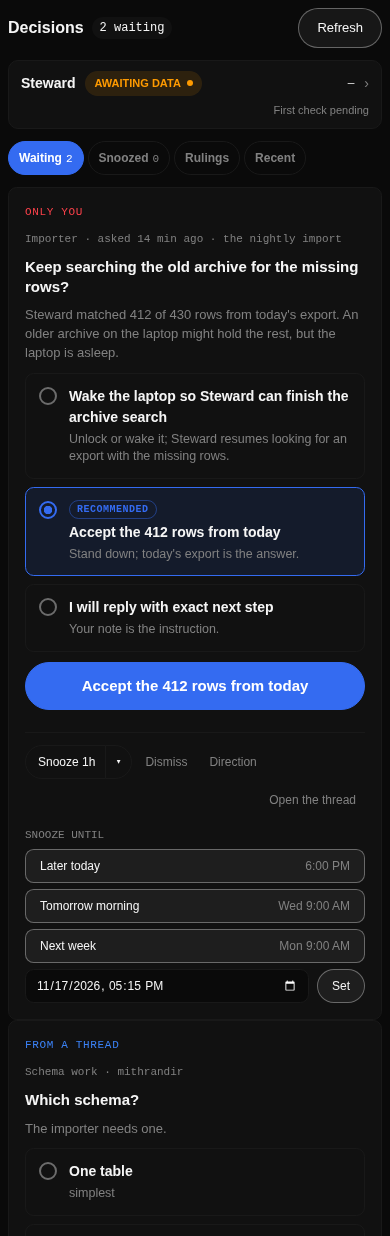 Decisions 2 waiting Refresh
Steward AWAITING DATA – ›
First check pending
Waiting 2 Snoozed 0 Rulings Recent
ONLY YOU
Importer · asked 14 min ago · the nightly import
Keep searching the old archive for the missing
rows?
Steward matched 412 of 430 rows from today's export. An
older archive on the laptop might hold the rest, but the
laptop is asleep.
Wake the laptop so Steward can finish the
archive search
Unlock or wake it; Steward resumes looking for an
export with the missing rows.
RECOMMENDED
Accept the 412 rows from today
Stand down; today's export is the answer.
I will reply with exact next step
Your note is the instruction.
Accept the 412 rows from today
Snooze 1h ▾ Dismiss Direction
Open the thread
SNOOZE UNTIL
Later today 6:00 PM
Tomorrow morning Wed 9:00 AM
Next week Mon 9:00 AM
11/17/2026, 05:15 PM Set
FROM A THREAD
Schema work · mithrandir
Which schema?
The importer needs one.
One table
simplest